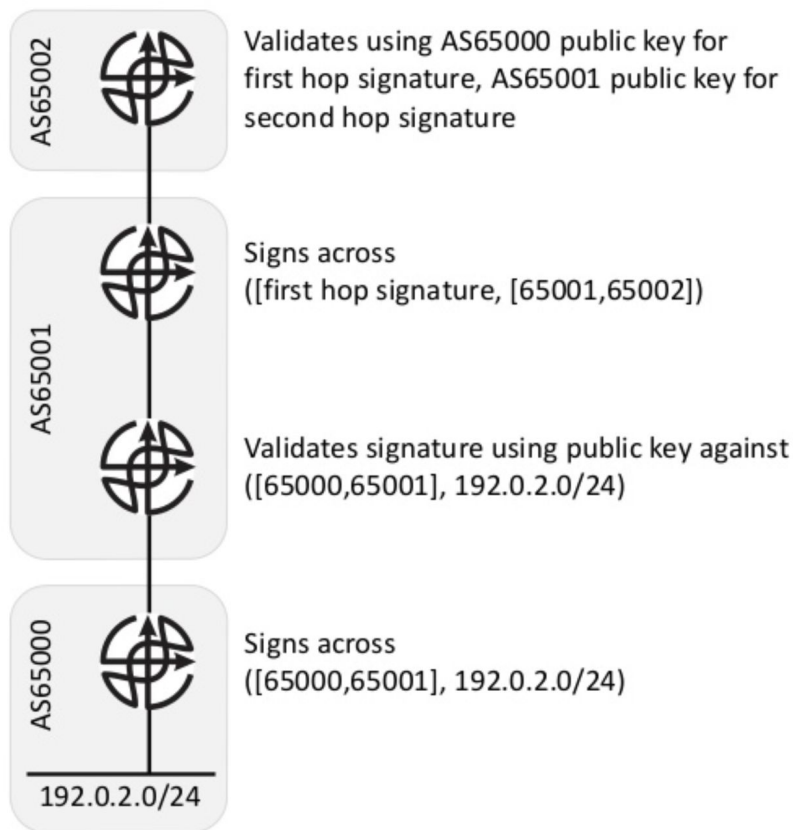 AS65002
Validates using AS65000 public key for
first hop signature, AS65001 public key for
second hop signature
AS65001
Signs across
([first hop signature, [65001,65002])
Validates signature using public key against
([65000,65001], 192.0.2.0/24)
AS65000
Signs across
([65000,65001], 192.0.2.0/24)
192.0.2.0/24